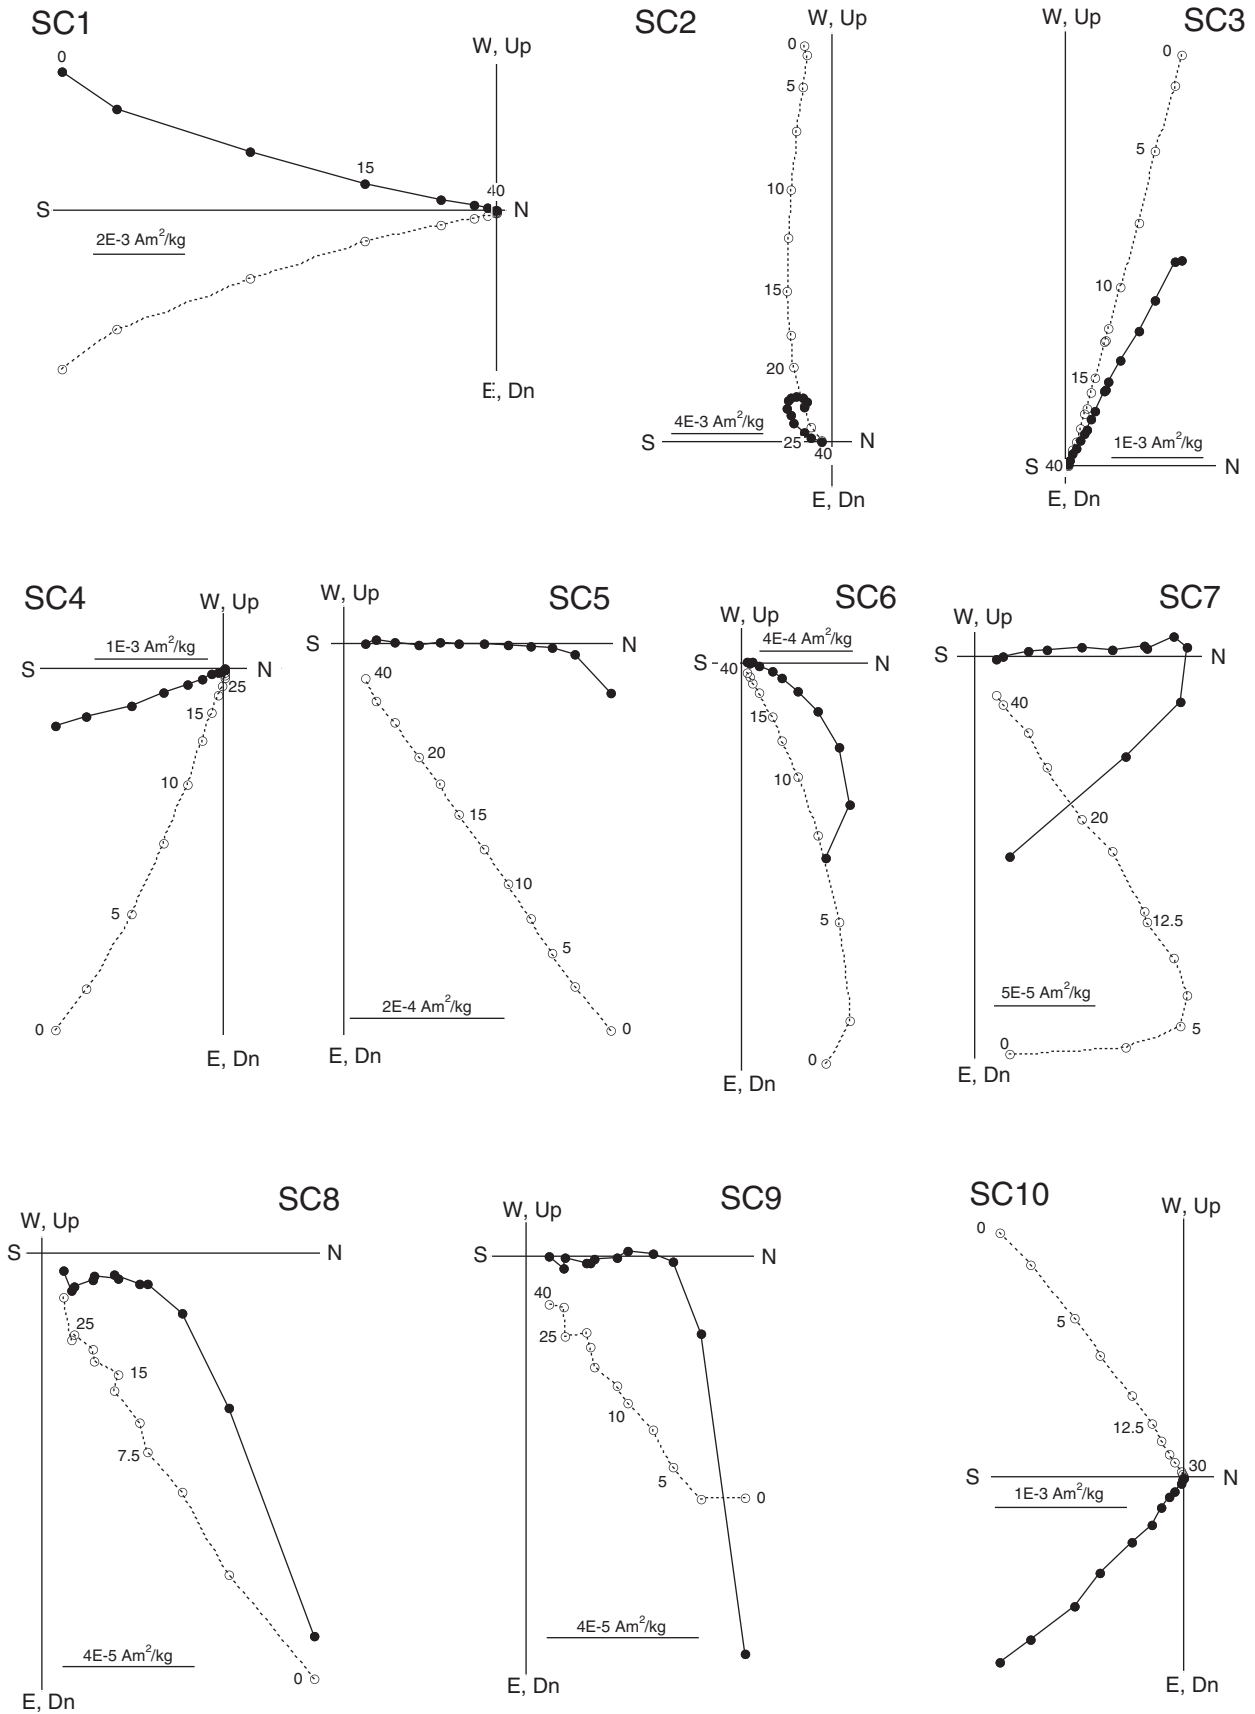 SC1
0
W, Up
15
40
S
N
2E-3 Am²/kg
E, Dn
SC2
W, Up
0
5
10
15
20
4E-3 Am²/kg
S
25
N
40
E, Dn
W, Up
SC3
0
5
10
15
1E-3 Am²/kg
S
40
N
E, Dn
SC4
W, Up
1E-3 Am²/kg
S
N
25
15
10
5
0
E, Dn
W, Up
SC5
S
N
40
20
15
10
5
2E-4 Am²/kg
0
E, Dn
SC6
W, Up
4E-4 Am²/kg
S
N
40
15
10
5
0
E, Dn
SC7
W, Up
S
N
40
20
12.5
5E-5 Am²/kg
5
0
E, Dn
SC8
W, Up
S
N
25
15
7.5
4E-5 Am²/kg
0
E, Dn
SC9
W, Up
S
N
40
25
10
5
0
4E-5 Am²/kg
E, Dn
SC10
W, Up
0
5
12.5
30
S
N
1E-3 Am²/kg
E, Dn